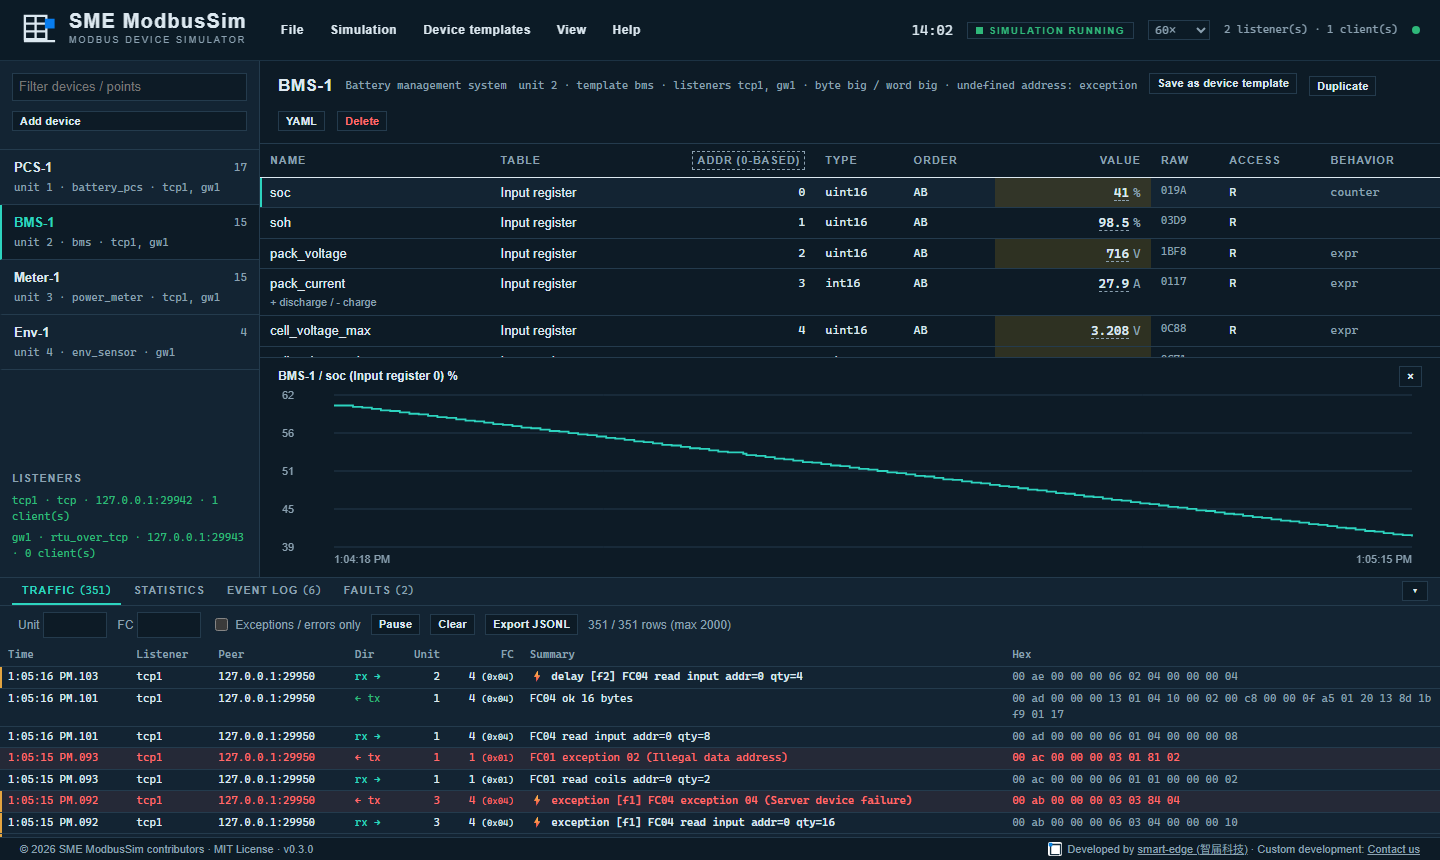 SME ModbusSim
MODBUS DEVICE SIMULATOR
File Simulation Device templates View Help
14:02 SIMULATION RUNNING 60× 2 listener(s) · 1 client(s)
Filter devices / points
Add device
PCS-1 17
unit 1 · battery_pcs · tcp1, gw1
BMS-1 15
unit 2 · bms · tcp1, gw1
Meter-1 15
unit 3 · power_meter · tcp1, gw1
Env-1 4
unit 4 · env_sensor · gw1
LISTENERS
tcp1 · tcp · 127.0.0.1:29942 · 1
client(s)
gw1 · rtu_over_tcp · 127.0.0.1:29943
· 0 client(s)
BMS-1 Battery management system unit 2 · template bms · listeners tcp1, gw1 · byte big / word big · undefined address: exception Save as device template Duplicate
YAML Delete
NAME TABLE ADDR (0-BASED) TYPE ORDER VALUE RAW ACCESS BEHAVIOR
soc Input register 0 uint16 AB 41 % 019A R counter
soh Input register 1 uint16 AB 98.5 % 03D9 R
pack_voltage Input register 2 uint16 AB 716 V 1BF8 R expr
pack_current Input register 3 int16 AB 27.9 A 0117 R expr
+ discharge / - charge
cell_voltage_max Input register 4 uint16 AB 3.208 V 0C88 R expr
BMS-1 / soc (Input register 0) % ×
62
56
51
45
39
1:04:18 PM 1:05:15 PM
TRAFFIC (351) STATISTICS EVENT LOG (6) FAULTS (2) ▾
Unit FC Exceptions / errors only Pause Clear Export JSONL 351 / 351 rows (max 2000)
Time Listener Peer Dir Unit FC Summary Hex
1:05:16 PM.103 tcp1 127.0.0.1:29950 rx → 2 4 (0x04) ⚡ delay [f2] FC04 read input addr=0 qty=4 00 ae 00 00 00 06 02 04 00 00 00 04
1:05:16 PM.101 tcp1 127.0.0.1:29950 ← tx 1 4 (0x04) FC04 ok 16 bytes 00 ad 00 00 00 13 01 04 10 00 02 00 c8 00 00 0f a5 01 20 13 8d 1b
f9 01 17
1:05:16 PM.101 tcp1 127.0.0.1:29950 rx → 1 4 (0x04) FC04 read input addr=0 qty=8 00 ad 00 00 00 06 01 04 00 00 00 08
1:05:15 PM.093 tcp1 127.0.0.1:29950 ← tx 1 1 (0x01) FC01 exception 02 (Illegal data address) 00 ac 00 00 00 03 01 81 02
1:05:15 PM.093 tcp1 127.0.0.1:29950 rx → 1 1 (0x01) FC01 read coils addr=0 qty=2 00 ac 00 00 00 06 01 01 00 00 00 02
1:05:15 PM.092 tcp1 127.0.0.1:29950 ← tx 3 4 (0x04) ⚡ exception [f1] FC04 exception 04 (Server device failure) 00 ab 00 00 00 03 03 84 04
1:05:15 PM.092 tcp1 127.0.0.1:29950 rx → 3 4 (0x04) ⚡ exception [f1] FC04 read input addr=0 qty=16 00 ab 00 00 00 06 03 04 00 00 00 10
© 2026 SME ModbusSim contributors · MIT License · v0.3.0 Developed by smart-edge (智届科技) · Custom development: Contact us